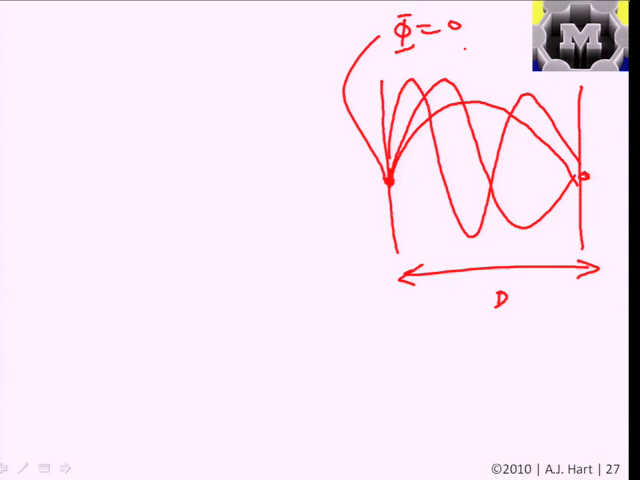 Φ = 0
M
D
©2010 | A.J. Hart | 27